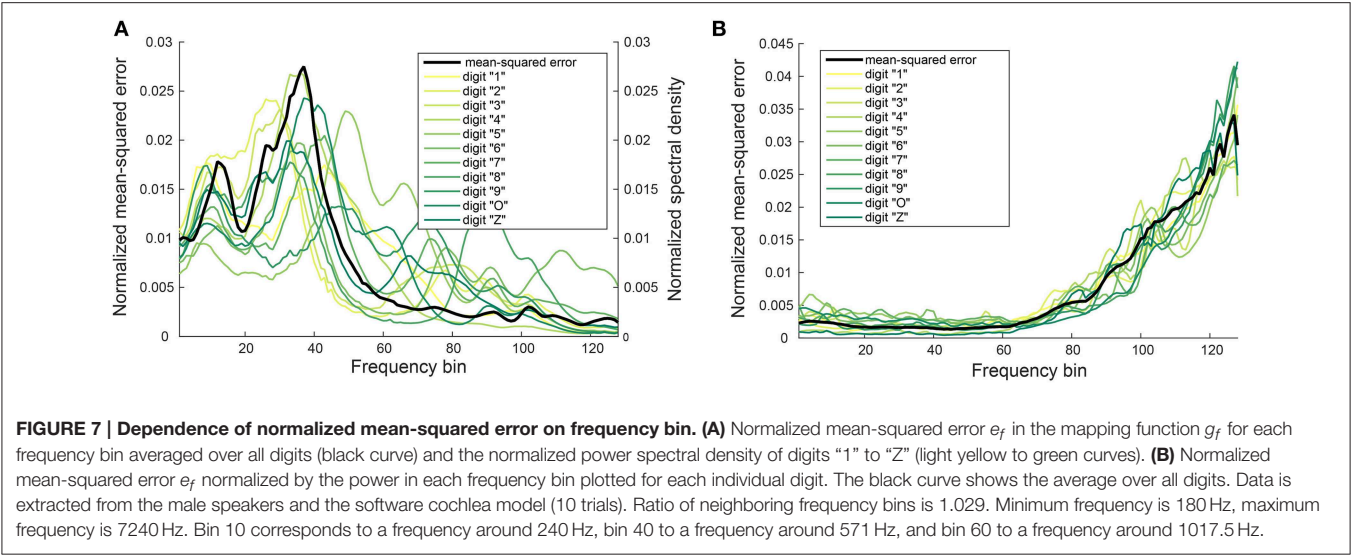 A
B
0.03
0.025
0.02
0.015
0.01
0.005
0
Normalized mean-squared error
20
40
60
80
100
Frequency bin
120
0.03
0.025
0.02
0.015
0.01
0.005
0
Normalized spectral density
mean-squared error
digit "1"
digit "2"
digit "3"
digit "4"
digit "5"
digit "6"
digit "7"
digit "8"
digit "9"
digit "O"
digit "Z"
0.045
0.04
0.035
0.03
0.025
0.02
0.015
0.01
0.005
0
Normalized mean-squared error
20
40
60
80
100
120
Frequency bin
mean-squared error
digit "1"
digit "2"
digit "3"
digit "4"
digit "5"
digit "6"
digit "7"
digit "8"
digit "9"
digit "O"
digit "Z"
FIGURE 7 | Dependence of normalized mean-squared error on frequency bin. (A) Normalized mean-squared error e_f in the mapping function g_f for each
frequency bin averaged over all digits (black curve) and the normalized power spectral density of digits “1” to “Z” (light yellow to green curves). (B) Normalized
mean-squared error e_f normalized by the power in each frequency bin plotted for each individual digit. The black curve shows the average over all digits. Data is
extracted from the male speakers and the software cochlea model (10 trials). Ratio of neighboring frequency bins is 1.029. Minimum frequency is 180 Hz, maximum
frequency is 7240 Hz. Bin 10 corresponds to a frequency around 240 Hz, bin 40 to a frequency around 571 Hz, and bin 60 to a frequency around 1017.5 Hz.